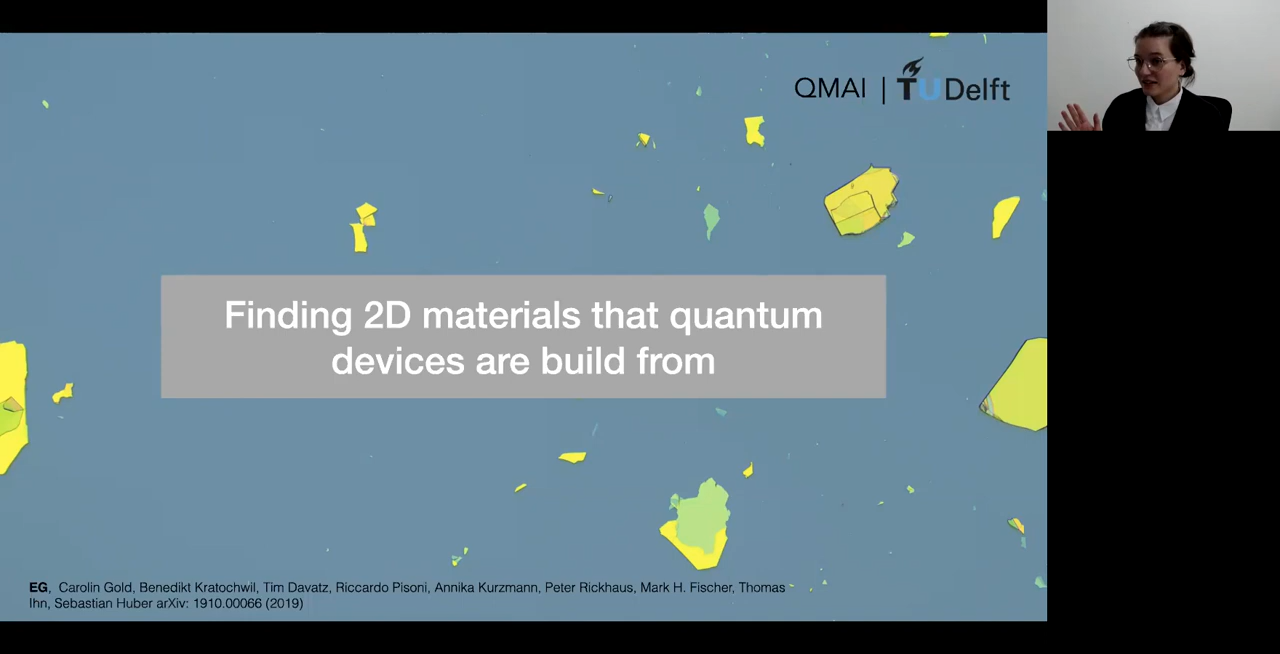 QMAI | TUDelft
Finding 2D materials that quantum
devices are build from
EG, Carolin Gold, Benedikt Kratochwil, Tim Davatz, Riccardo Pisoni, Annika Kurzmann, Peter Rickhaus, Mark H. Fischer, Thomas
Ihn, Sebastian Huber arXiv: 1910.00066 (2019)